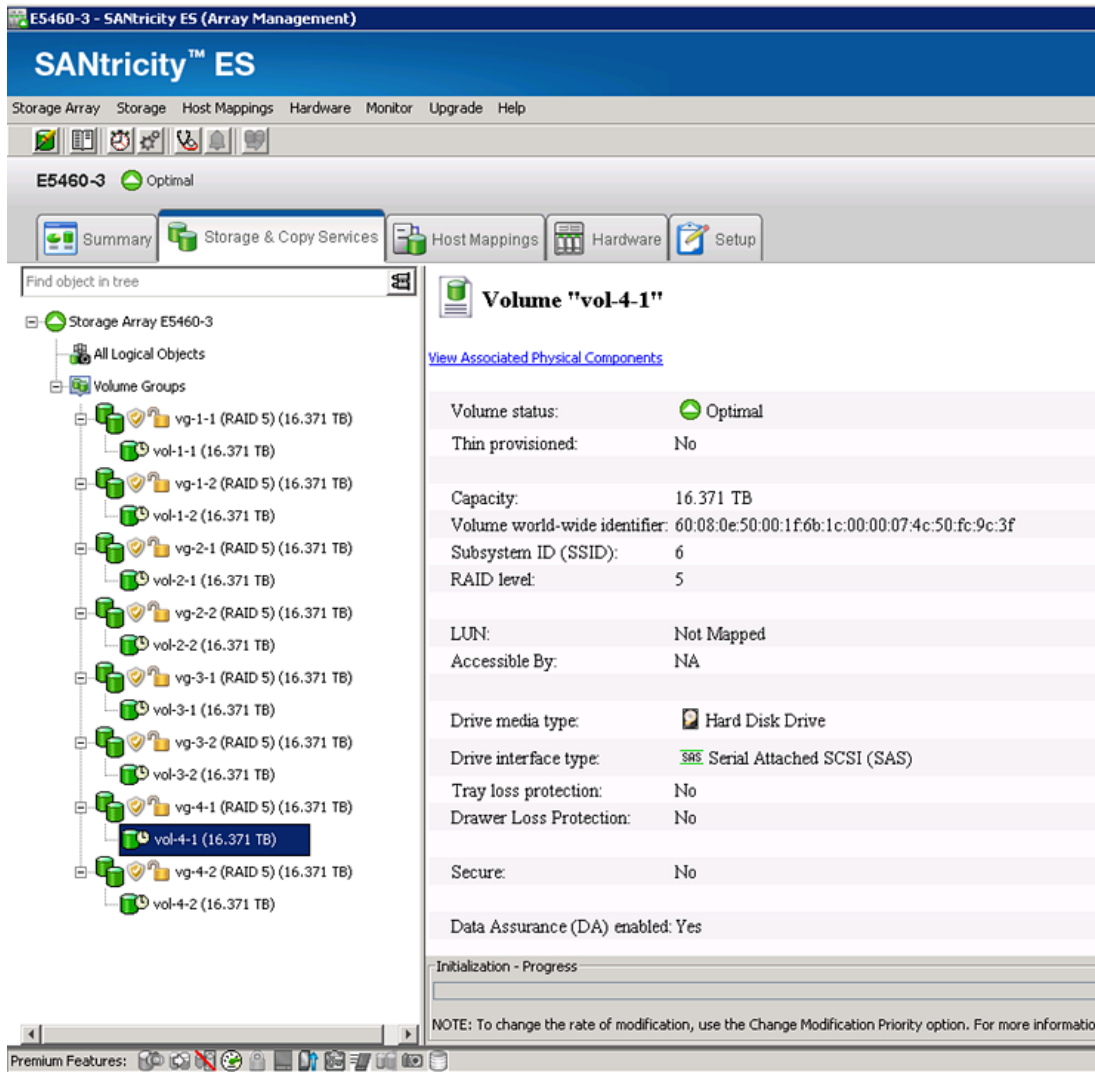 E5460-3 - SANtricity ES (Array Management)
SANtricity™ ES
Storage Array Storage Host Mappings Hardware Monitor Upgrade Help
E5460-3 Optimal
Summary Storage & Copy Services Host Mappings Hardware Setup
Find object in tree
Storage Array E5460-3
All Logical Objects
Volume Groups
vg-1-1 (RAID 5) (16.371 TB)
vol-1-1 (16.371 TB)
vg-1-2 (RAID 5) (16.371 TB)
vol-1-2 (16.371 TB)
vg-2-1 (RAID 5) (16.371 TB)
vol-2-1 (16.371 TB)
vg-2-2 (RAID 5) (16.371 TB)
vol-2-2 (16.371 TB)
vg-3-1 (RAID 5) (16.371 TB)
vol-3-1 (16.371 TB)
vg-3-2 (RAID 5) (16.371 TB)
vol-3-2 (16.371 TB)
vg-4-1 (RAID 5) (16.371 TB)
vol-4-1 (16.371 TB)
vg-4-2 (RAID 5) (16.371 TB)
vol-4-2 (16.371 TB)
Volume "vol-4-1"
View Associated Physical Components
Volume status: Optimal
Thin provisioned: No
Capacity: 16.371 TB
Volume world-wide identifier: 60:08:0e:50:00:1f:6b:1c:00:00:07:4c:50:fc:9c:3f
Subsystem ID (SSID): 6
RAID level: 5
LUN: Not Mapped
Accessible By: NA
Drive media type: Hard Disk Drive
Drive interface type: SAS Serial Attached SCSI (SAS)
Tray loss protection: No
Drawer Loss Protection: No
Secure: No
Data Assurance (DA) enabled: Yes
Initialization - Progress
NOTE: To change the rate of modification, use the Change Modification Priority option. For more informatio
Premium Features: